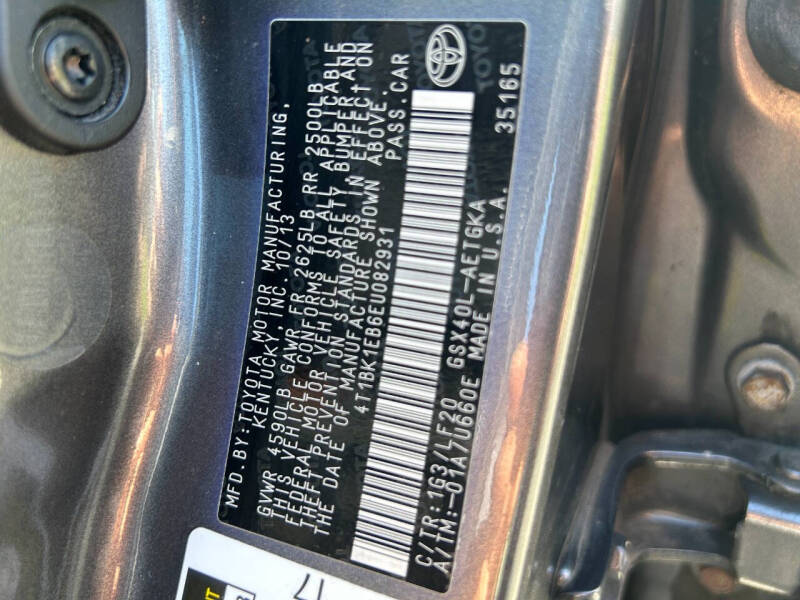 MFD. BY: TOYOTA MOTOR MANUFACTURING,
KENTUCKY, INC. 10/13
GVWR 4590LB GAWR FR 2625LB RR 2500LB
THIS VEHICLE CONFORMS TO ALL APPLICABLE
FEDERAL MOTOR VEHICLE SAFETY, BUMPER AND
THEFT PREVENTION STANDARDS IN EFFECT ON
THE DATE OF MANUFACTURE SHOWN ABOVE.
4T1BK1EB6EU082931 PASS.CAR
C/TR:1G3/LF20 GSX40L-AETGKA
A/TM:-01A/U660E MADE IN U.S.A. 35165
TOYOTA